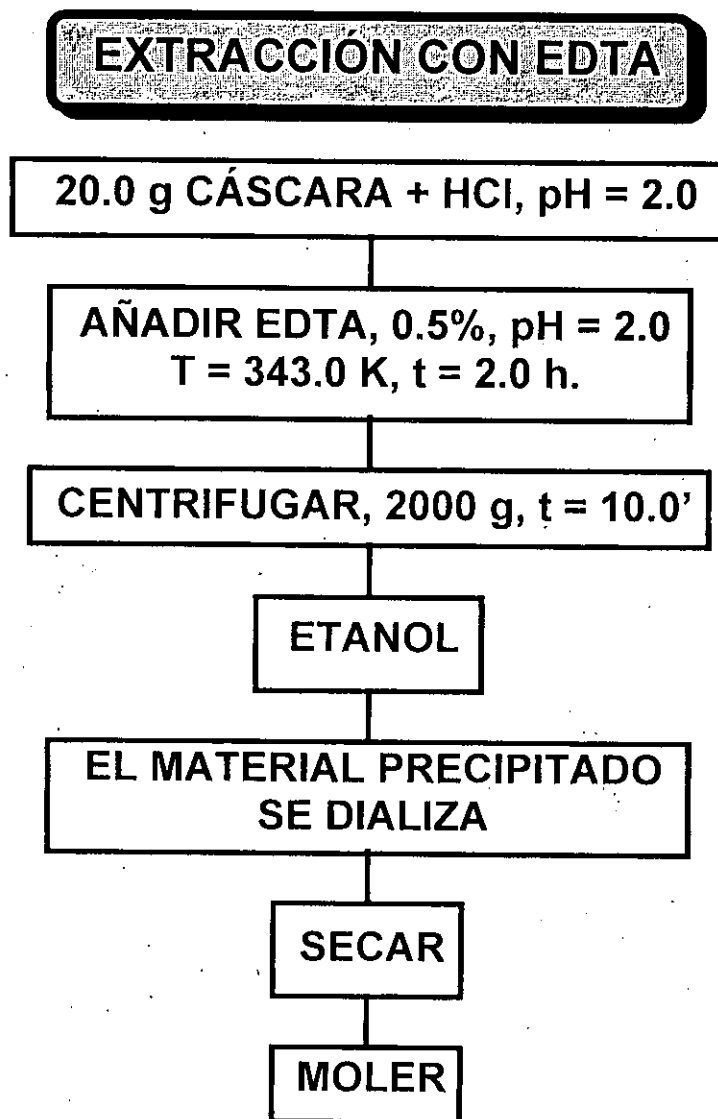 EXTRACCIÓN CON EDTA
20.0 g CÁSCARA + HCl, pH = 2.0
AÑADIR EDTA, 0.5%, pH = 2.0
T = 343.0 K, t = 2.0 h.
CENTRIFUGAR, 2000 g, t = 10.0'
ETANOL
EL MATERIAL PRECIPITADO
SE DIALIZA
SECAR
MOLER